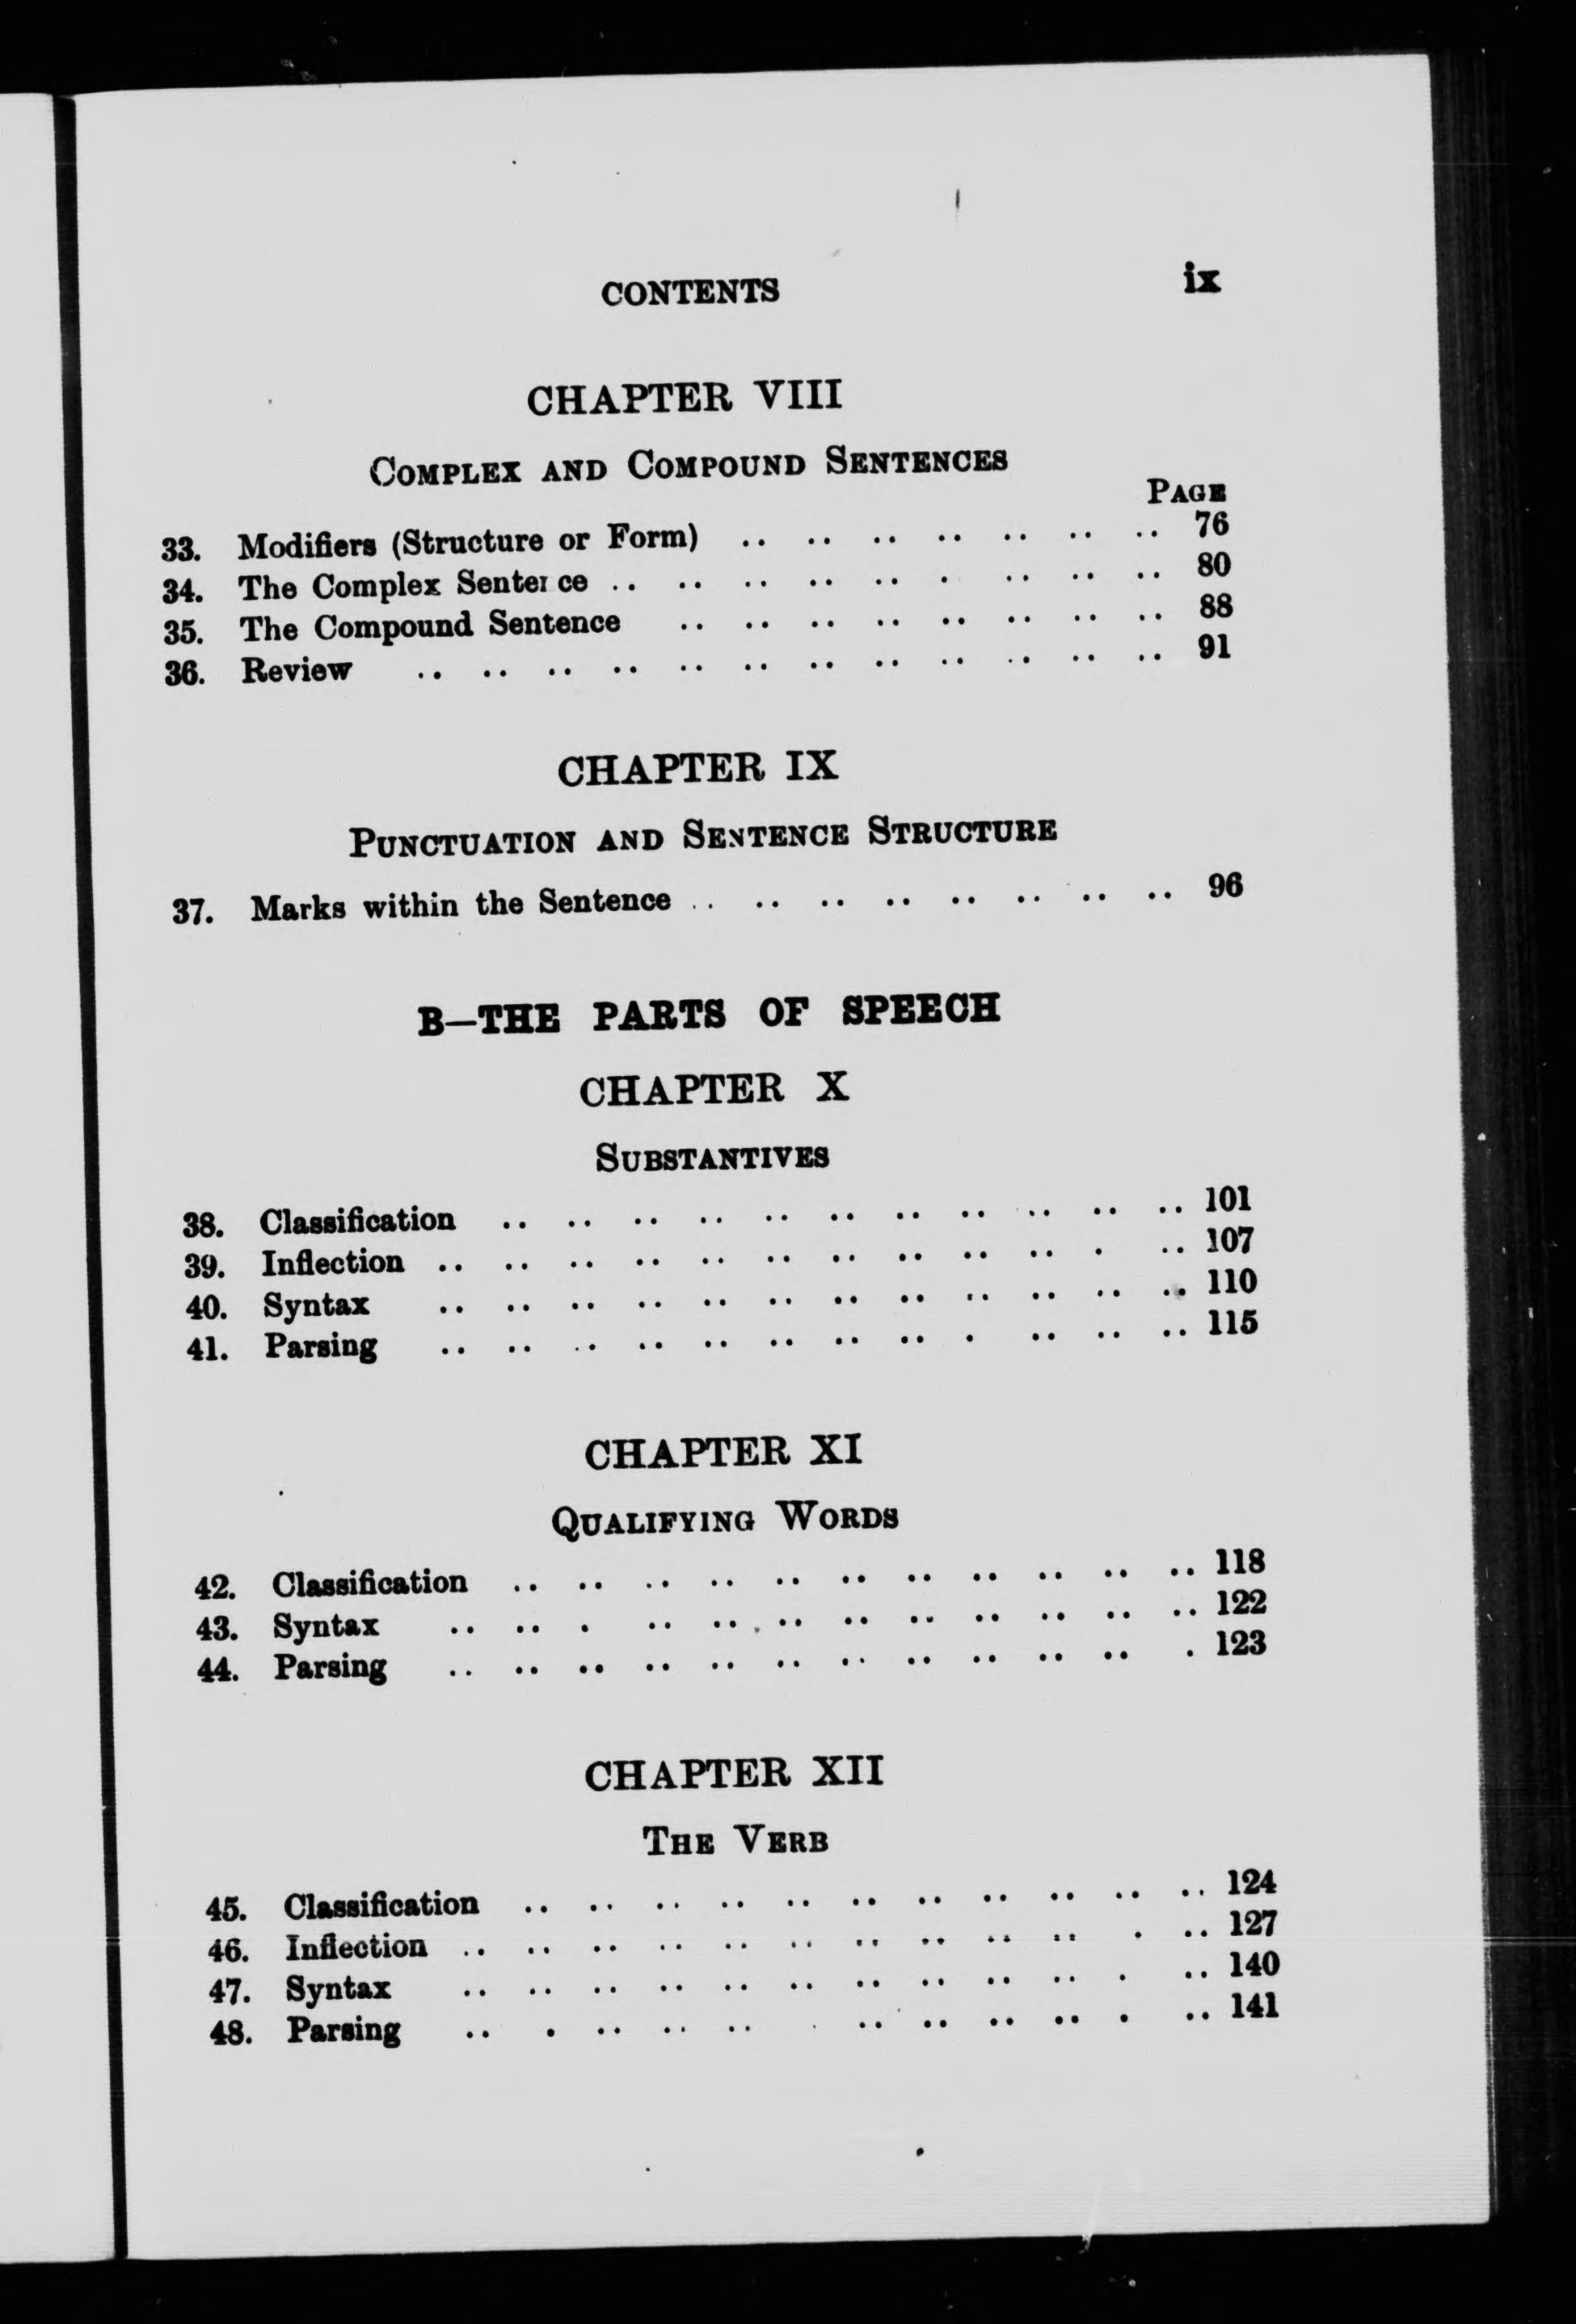 CONTENTS ix
CHAPTER VIII
COMPLEX AND COMPOUND SENTENCES
PAGE
33. Modifiers (Structure or Form) .. .. .. .. .. .. .. 76
34. The Complex Sentence .. .. .. .. .. . .. .. .. 80
35. The Compound Sentence .. .. .. .. .. .. .. .. 88
36. Review .. .. .. .. .. .. .. .. .. .. .. .. 91
CHAPTER IX
PUNCTUATION AND SENTENCE STRUCTURE
37. Marks within the Sentence .. .. .. .. .. .. .. .. 96
B—THE PARTS OF SPEECH
CHAPTER X
SUBSTANTIVES
38. Classification .. .. .. .. .. .. .. .. .. .. .. 101
39. Inflection .. .. .. .. .. .. .. .. .. .. . .. 107
40. Syntax .. .. .. .. .. .. .. .. .. .. .. .. 110
41. Parsing .. .. .. .. .. .. .. .. . .. .. .. 115
CHAPTER XI
QUALIFYING WORDS
42. Classification .. .. .. .. .. .. .. .. .. .. .. 118
43. Syntax .. .. . .. .. .. .. .. .. .. .. .. 122
44. Parsing .. .. .. .. .. .. .. .. .. .. .. . 123
CHAPTER XII
THE VERB
45. Classification .. .. .. .. .. .. .. .. .. .. .. 124
46. Inflection .. .. .. .. .. .. .. .. .. .. . .. 127
47. Syntax .. .. .. .. .. .. .. .. .. .. . .. 140
48. Parsing .. . .. .. .. . .. .. .. .. . .. 141